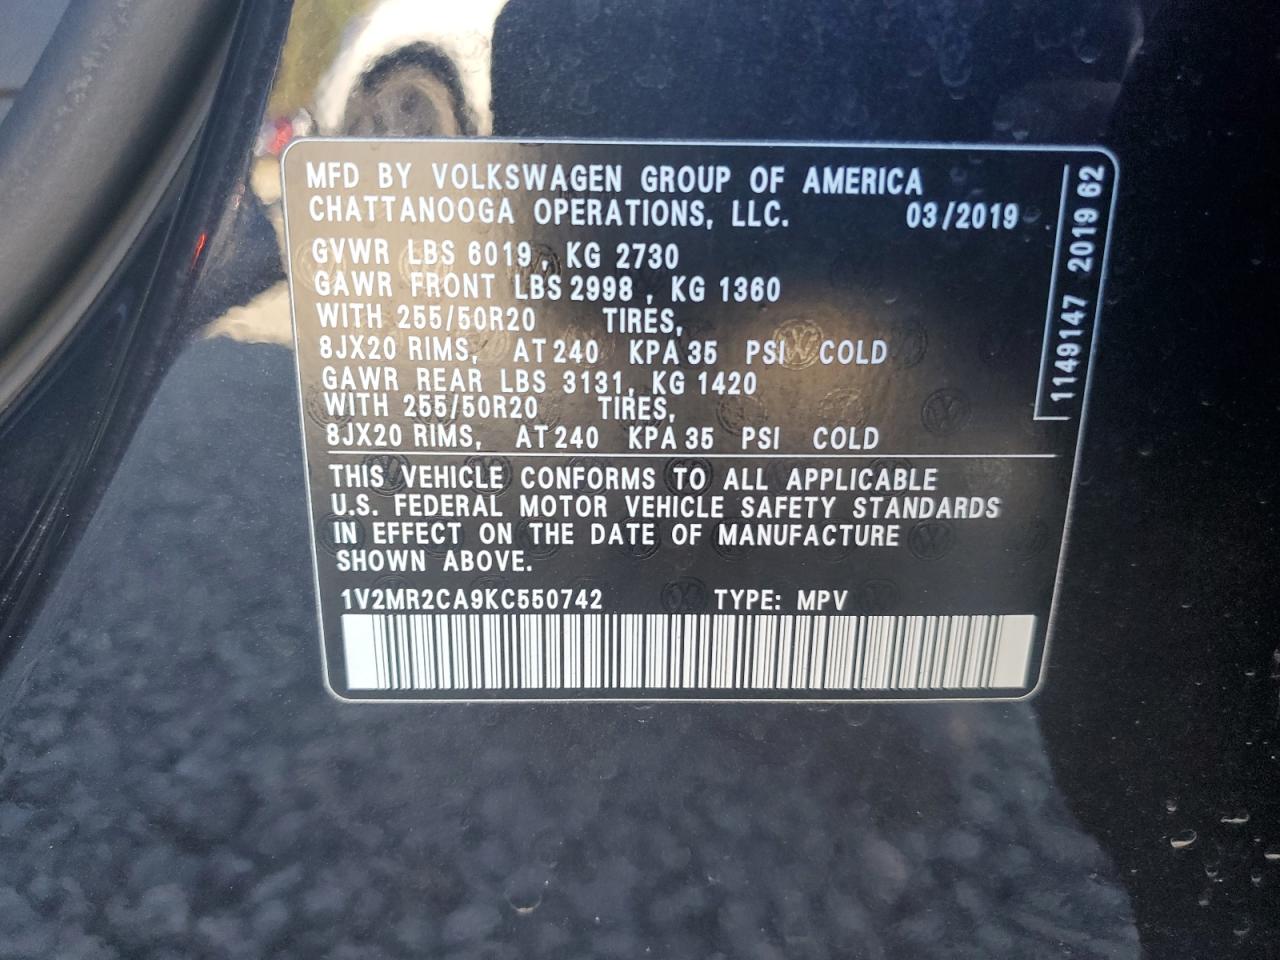 MFD BY VOLKSWAGEN GROUP OF AMERICA
CHATTANOOGA OPERATIONS, LLC. 03/2019
GVWR LBS 6019, KG 2730
GAWR FRONT LBS 2998, KG 1360
WITH 255/50R20 TIRES,
8JX20 RIMS, AT 240 KPA 35 PSI COLD
GAWR REAR LBS 3131, KG 1420
WITH 255/50R20 TIRES,
8JX20 RIMS, AT 240 KPA 35 PSI COLD
THIS VEHICLE CONFORMS TO ALL APPLICABLE
U.S. FEDERAL MOTOR VEHICLE SAFETY STANDARDS
IN EFFECT ON THE DATE OF MANUFACTURE
SHOWN ABOVE.
1V2MR2CA9KC550742 TYPE: MPV
1149147 2019 62